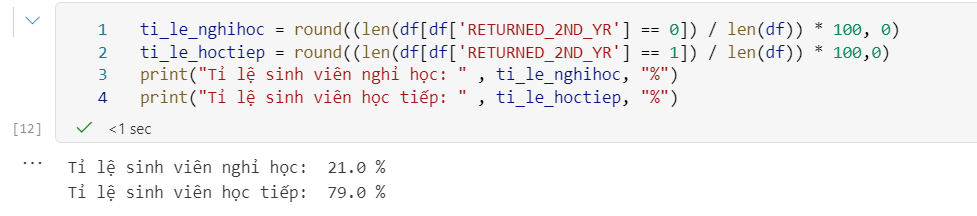 1 ti_le_nghihoc = round((len(df[df['RETURNED_2ND_YR'] == 0]) / len(df)) * 100, 0)
2 ti_le_hoctiep = round((len(df[df['RETURNED_2ND_YR'] == 1]) / len(df)) * 100,0)
3 print("Tỉ lệ sinh viên nghỉ học: " , ti_le_nghihoc, "%")
4 print("Tỉ lệ sinh viên học tiếp: " , ti_le_hoctiep, "%")
[12] <1 sec
Tỉ lệ sinh viên nghỉ học:  21.0 %
Tỉ lệ sinh viên học tiếp:  79.0 %